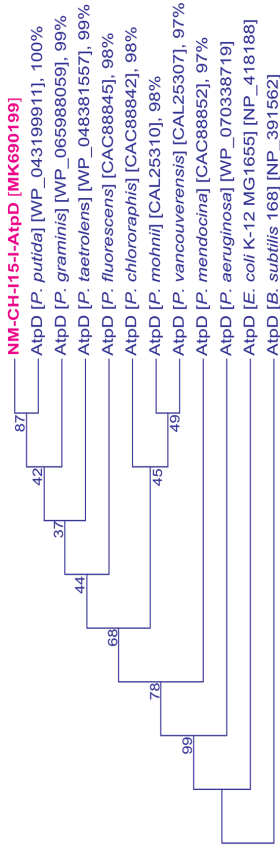 NM-CH-I15-I-AtpD [MK690199]
AtpD [P. putida] [WP_043199911], 100%
AtpD [P. graminis] [WP_065988059], 99%
AtpD [P. taetrolens] [WP_048381557], 99%
AtpD [P. fluorescens] [CAC88845], 98%
AtpD [P. chlororaphis] [CAC88842], 98%
AtpD [P. mohnii] [CAL25310], 98%
AtpD [P. vancouverensis] [CAL25307], 97%
AtpD [P. mendocina] [CAC88852], 97%
AtpD [P. aeruginosa] [WP_070338719]
AtpD [E. coli K-12 MG1655] [NP_418188]
AtpD [B. subtilis 168] [NP_391562]
87
42
37
44
68
45
49
78
99